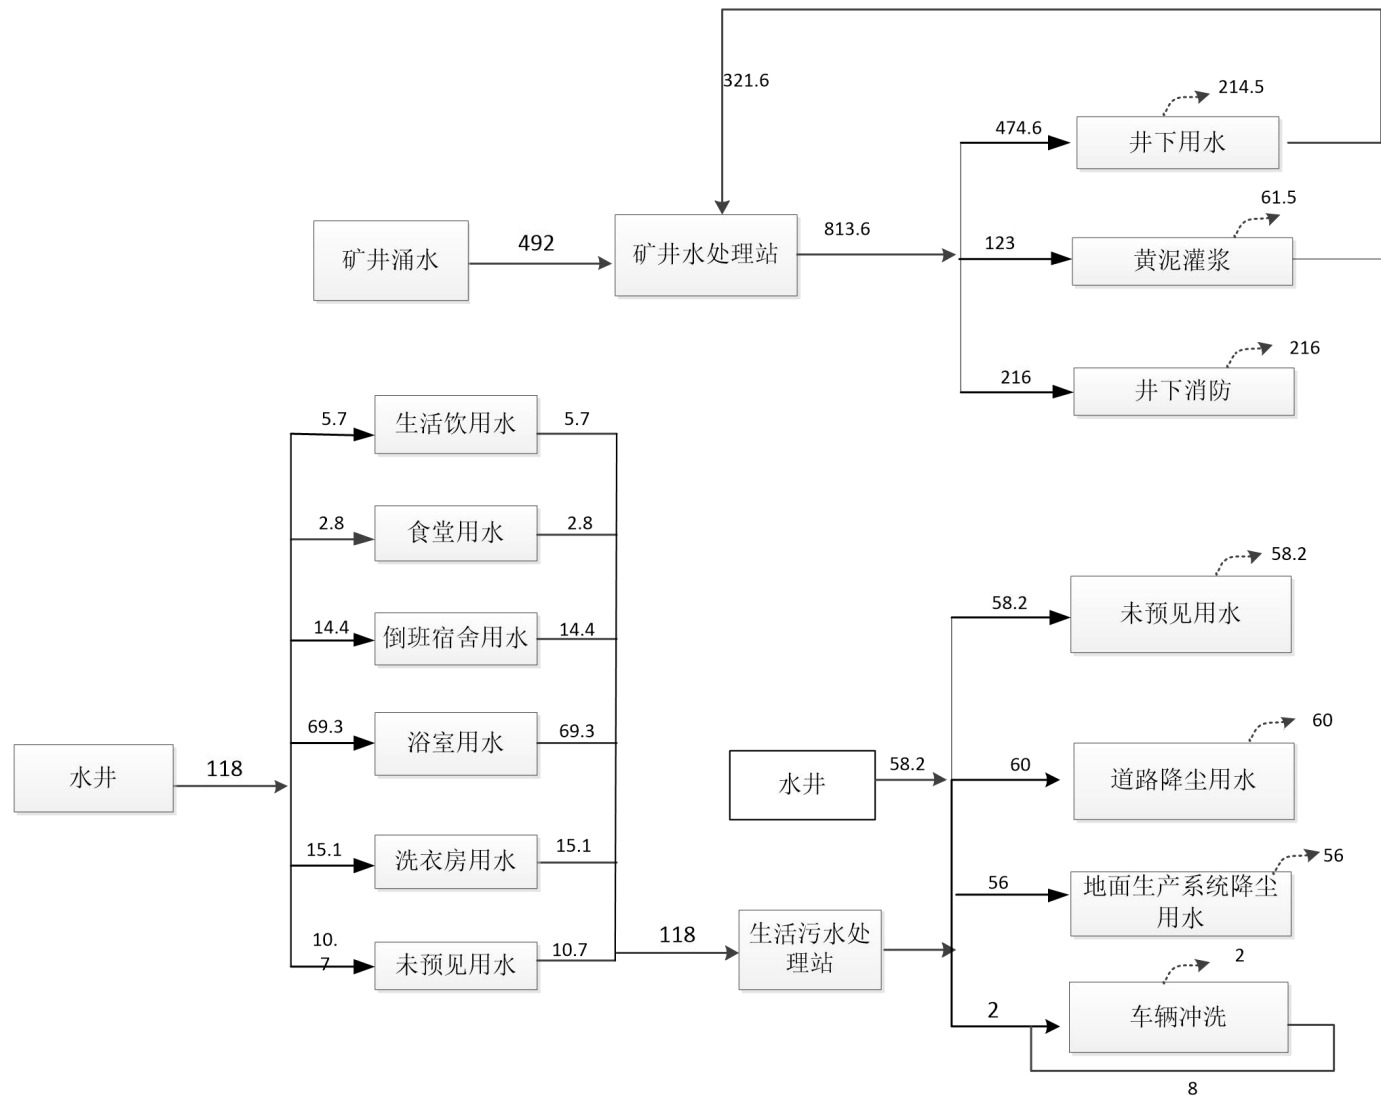 321.6
214.5
474.6
井下用水
61.5
矿井涌水
492
矿井水处理站
813.6
123
黄泥灌浆
216
216
井下消防
5.7
生活饮用水
5.7
2.8
食堂用水
2.8
14.4
倒班宿舍用水
14.4
69.3
浴室用水
69.3
水井
118
15.1
洗衣房用水
15.1
10.
7
未预见用水
10.7
118
生活污水处
理站
水井
58.2
58.2
58.2
未预见用水
60
60
道路降尘用水
56
56
地面生产系统降尘
用水
2
2
车辆冲洗
8